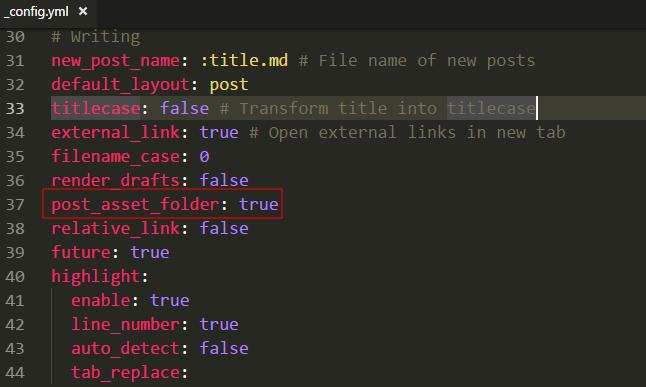 _config.yml ×
30 # Writing
31 new_post_name: :title.md # File name of new posts
32 default_layout: post
33 titlecase: false # Transform title into titlecase
34 external_link: true # Open external links in new tab
35 filename_case: 0
36 render_drafts: false
37 post_asset_folder: true
38 relative_link: false
39 future: true
40 highlight:
41   enable: true
42   line_number: true
43   auto_detect: false
44   tab_replace: